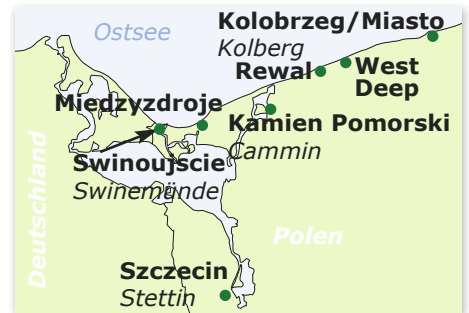 Kolobrzeg/Miasto
Ostsee
Kolberg
Rewal
West
Deep
Miedzyzdroje
Kamien Pomorski
Cammin
Swinoujscie
Swinemünde
Deutschland
Polen
Szczecin
Stettin